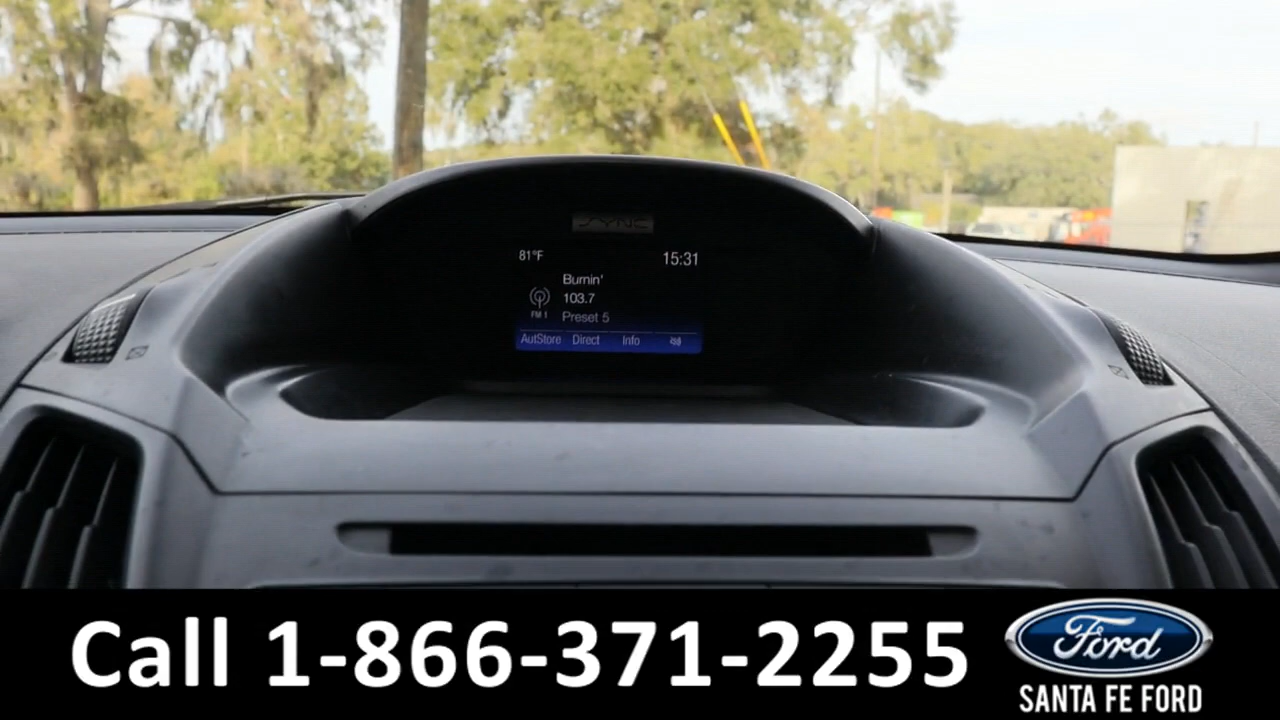 SYNC
81°F 15:31
Burnin'
103.7
FM 1 Preset 5
AutStore Direct Info
Call 1-866-371-2255
Ford
SANTA FE FORD